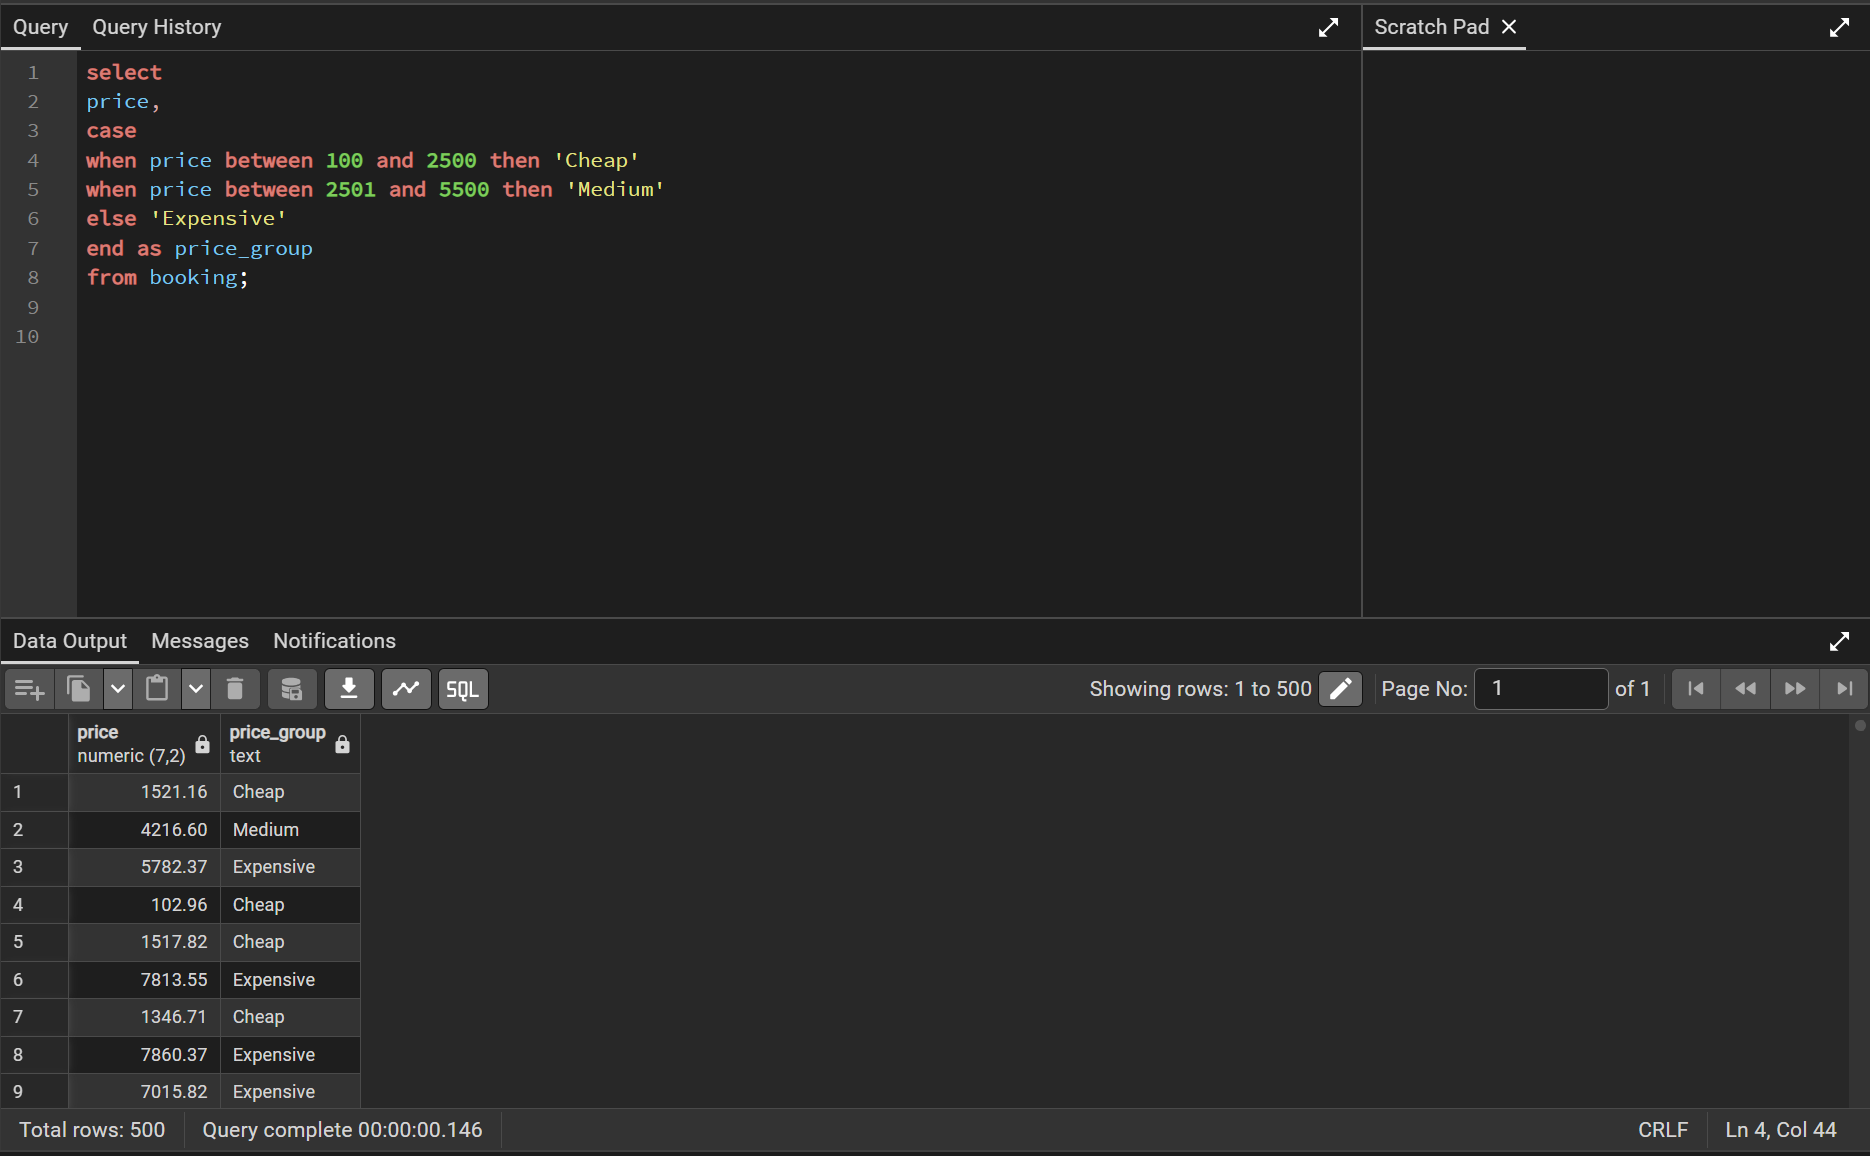 Query Query History Scratch Pad
1 select
2 price,
3 case
4 when price between 100 and 2500 then 'Cheap'
5 when price between 2501 and 5500 then 'Medium'
6 else 'Expensive'
7 end as price_group
8 from booking;
9
10
Data Output Messages Notifications
SQL Showing rows: 1 to 500 Page No: 1 of 1
price price_group
numeric (7,2) text
1 1521.16 Cheap
2 4216.60 Medium
3 5782.37 Expensive
4 102.96 Cheap
5 1517.82 Cheap
6 7813.55 Expensive
7 1346.71 Cheap
8 7860.37 Expensive
9 7015.82 Expensive
Total rows: 500 Query complete 00:00:00.146 CRLF Ln 4, Col 44